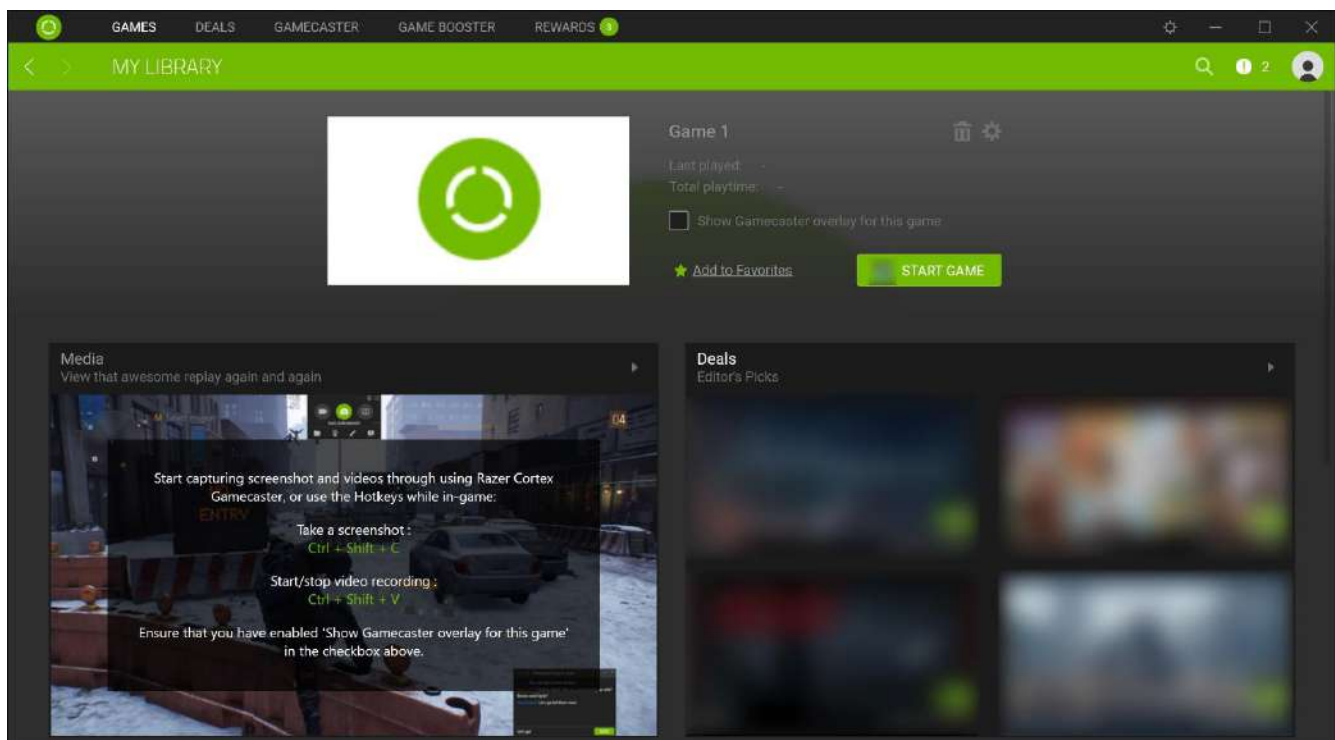 GAMES DEALS GAMECASTER GAME BOOSTER REWARDS 3
MY LIBRARY
2
Game 1
Last played: -
Total playtime: -
Show Gamecaster overlay for this game
Add to Favorites
START GAME
Media
View that awesome replay again and again
04
Start capturing screenshot and videos through using Razer Cortex
Gamecaster, or use the Hotkeys while in-game:
ENTRY
Take a screenshot :
Ctrl + Shift + C
Start/stop video recording :
Ctrl + Shift + V
Ensure that you have enabled 'Show Gamecaster overlay for this game'
in the checkbox above.
Deals
Editor's Picks